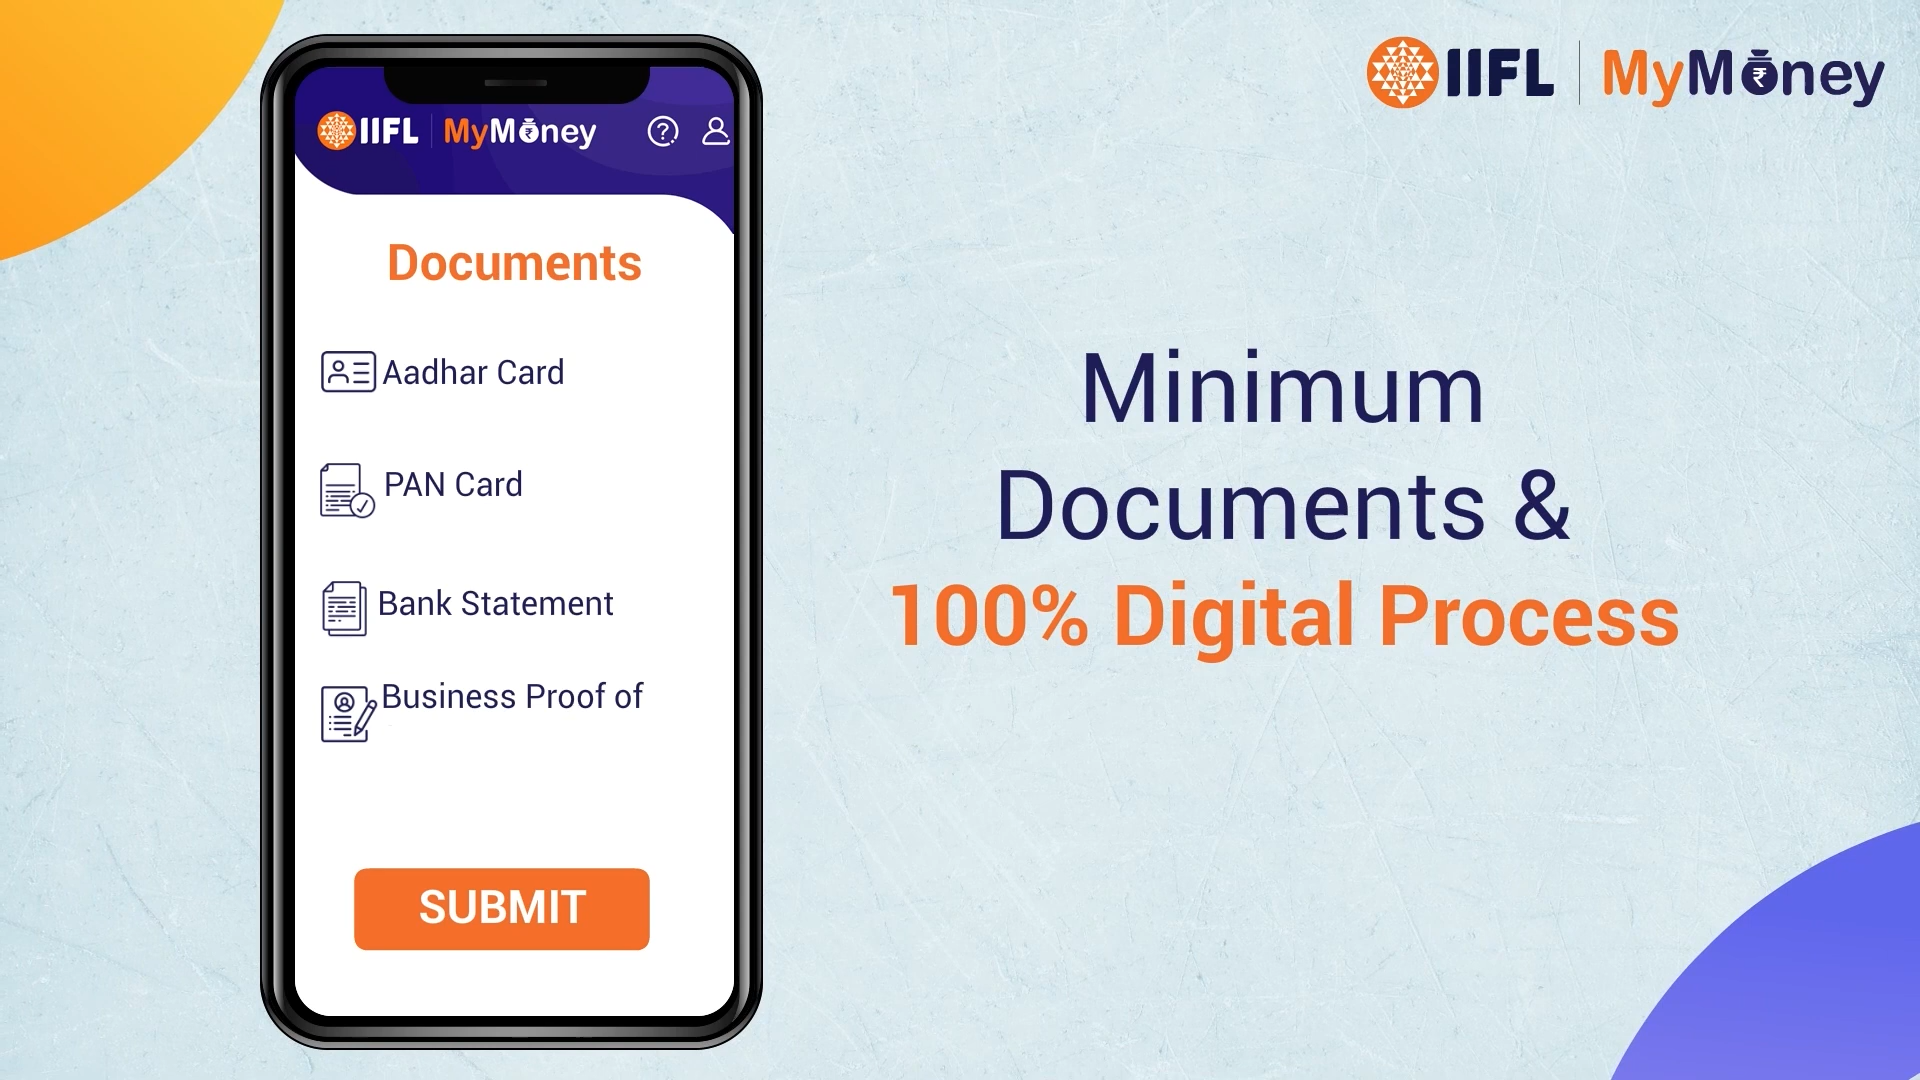 IIFL MyMoney
IIFL MyMoney
Documents
Aadhar Card
PAN Card
Bank Statement
Business Proof of
SUBMIT
Minimum
Documents &
100% Digital Process